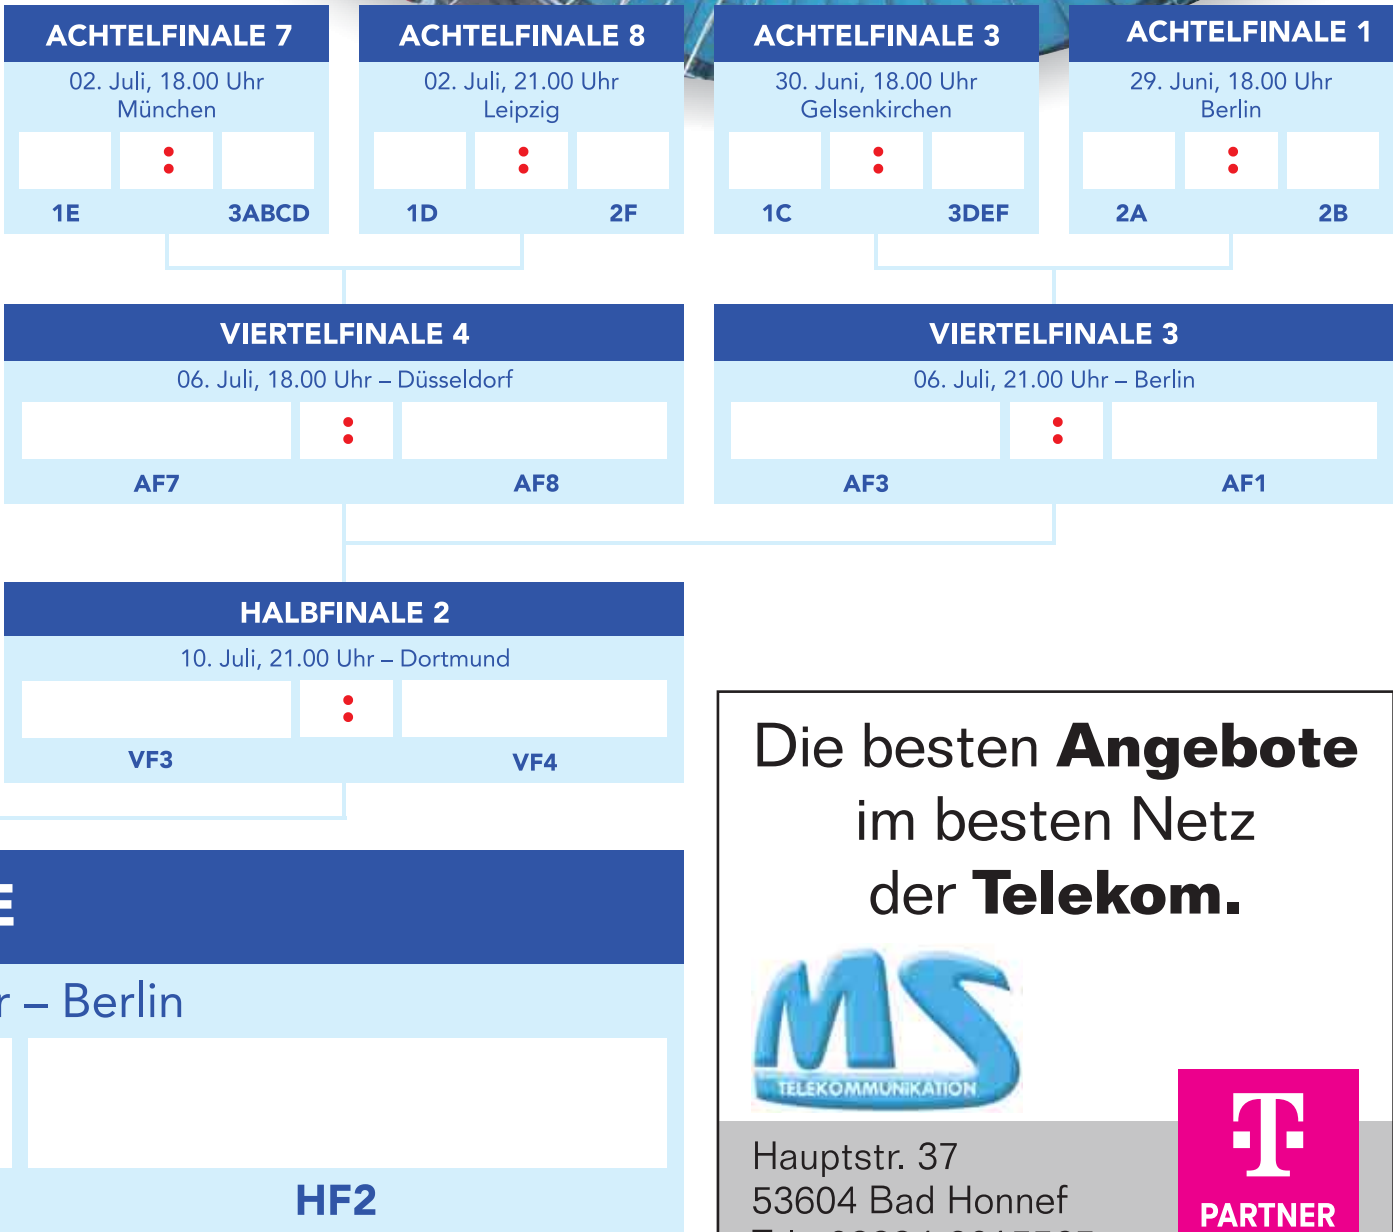 ACHTELFINALE 7
02. Juli, 18.00 Uhr
München
:
1E 3ABCD
ACHTELFINALE 8
02. Juli, 21.00 Uhr
Leipzig
:
1D 2F
ACHTELFINALE 3
30. Juni, 18.00 Uhr
Gelsenkirchen
:
1C 3DEF
ACHTELFINALE 1
29. Juni, 18.00 Uhr
Berlin
:
2A 2B
VIERTELFINALE 4
06. Juli, 18.00 Uhr – Düsseldorf
:
AF7 AF8
VIERTELFINALE 3
06. Juli, 21.00 Uhr – Berlin
:
AF3 AF1
HALBFINALE 2
10. Juli, 21.00 Uhr – Dortmund
:
VF3 VF4
E
r – Berlin
HF2
Die besten Angebote
im besten Netz
der Telekom.
MS
TELEKOMMUNIKATION
Hauptstr. 37
53604 Bad Honnef
T
PARTNER